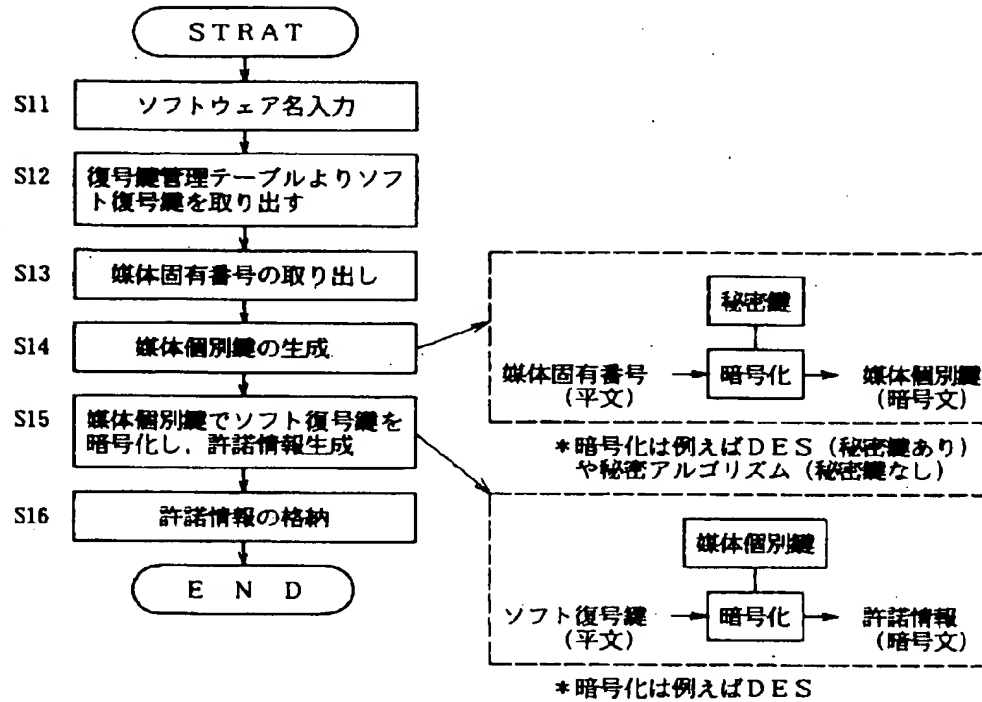 STRAT
S11 ソフトウェア名入力
S12 復号鍵管理テーブルよりソフ
ト復号鍵を取り出す
S13 媒体固有番号の取り出し
S14 媒体個別鍵の生成
S15 媒体個別鍵でソフト復号鍵を
暗号化し,許諾情報生成
S16 許諾情報の格納
E N D
秘密鍵
媒体固有番号 暗号化 媒体個別鍵
(平文) (暗号文)
*暗号化は例えばDES(秘密鍵あり)
や秘密アルゴリズム(秘密鍵なし)
媒体個別鍵
ソフト復号鍵 暗号化 許諾情報
(平文) (暗号文)
*暗号化は例えばDES